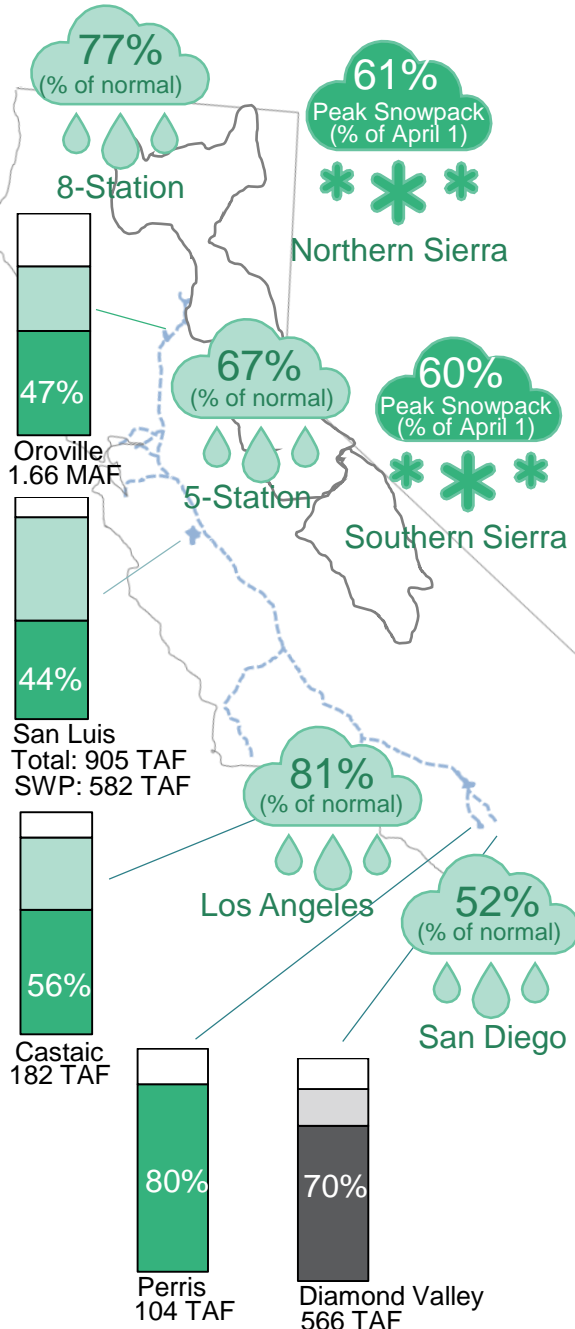 77%
(% of normal)
8-Station
61%
Peak Snowpack
(% of April 1)
Northern Sierra
47%
Oroville
1.66 MAF
67%
(% of normal)
5-Station
60%
Peak Snowpack
(% of April 1)
Southern Sierra
44%
San Luis
Total: 905 TAF
SWP: 582 TAF
81%
(% of normal)
Los Angeles
52%
(% of normal)
San Diego
56%
Castaic
182 TAF
80%
Perris
104 TAF
70%
Diamond Valley
566 TAF